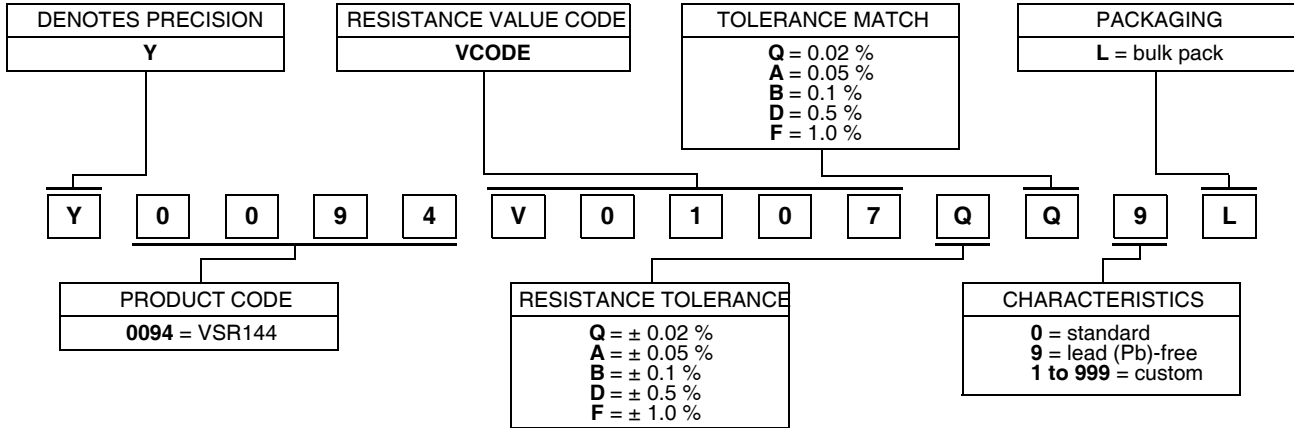 DENOTES PRECISION
Y
RESISTANCE VALUE CODE
VCODE
TOLERANCE MATCH
Q = 0.02 %
A = 0.05 %
B = 0.1 %
D = 0.5 %
F = 1.0 %
PACKAGING
L = bulk pack
Y 0 0 9 4 V 0 1 0 7 Q Q 9 L
PRODUCT CODE
0094 = VSR144
RESISTANCE TOLERANCE
Q = ± 0.02 %
A = ± 0.05 %
B = ± 0.1 %
D = ± 0.5 %
F = ± 1.0 %
CHARACTERISTICS
0 = standard
9 = lead (Pb)-free
1 to 999 = custom